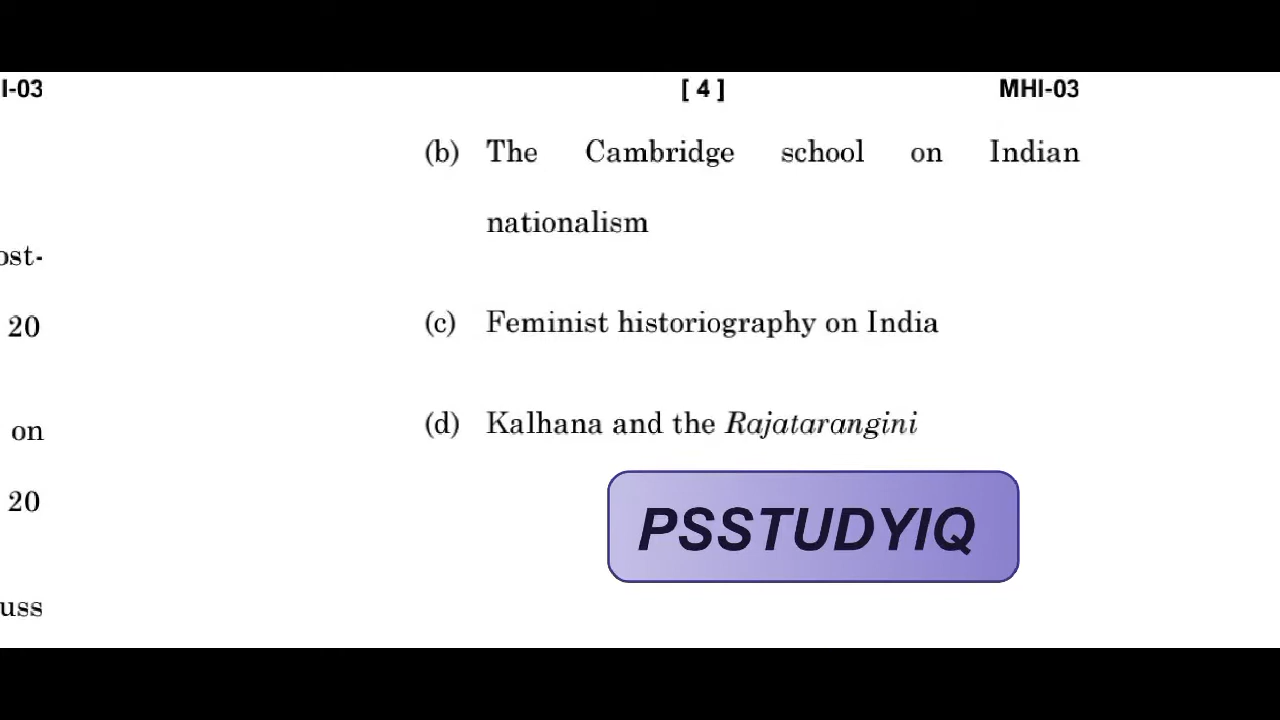 I-03
[ 4 ] MHI-03
(b) The Cambridge school on Indian
nationalism
ost-
(c) Feminist historiography on India
20
(d) Kalhana and the Rajatarangini
on
20
PSSTUDYIQ
uss